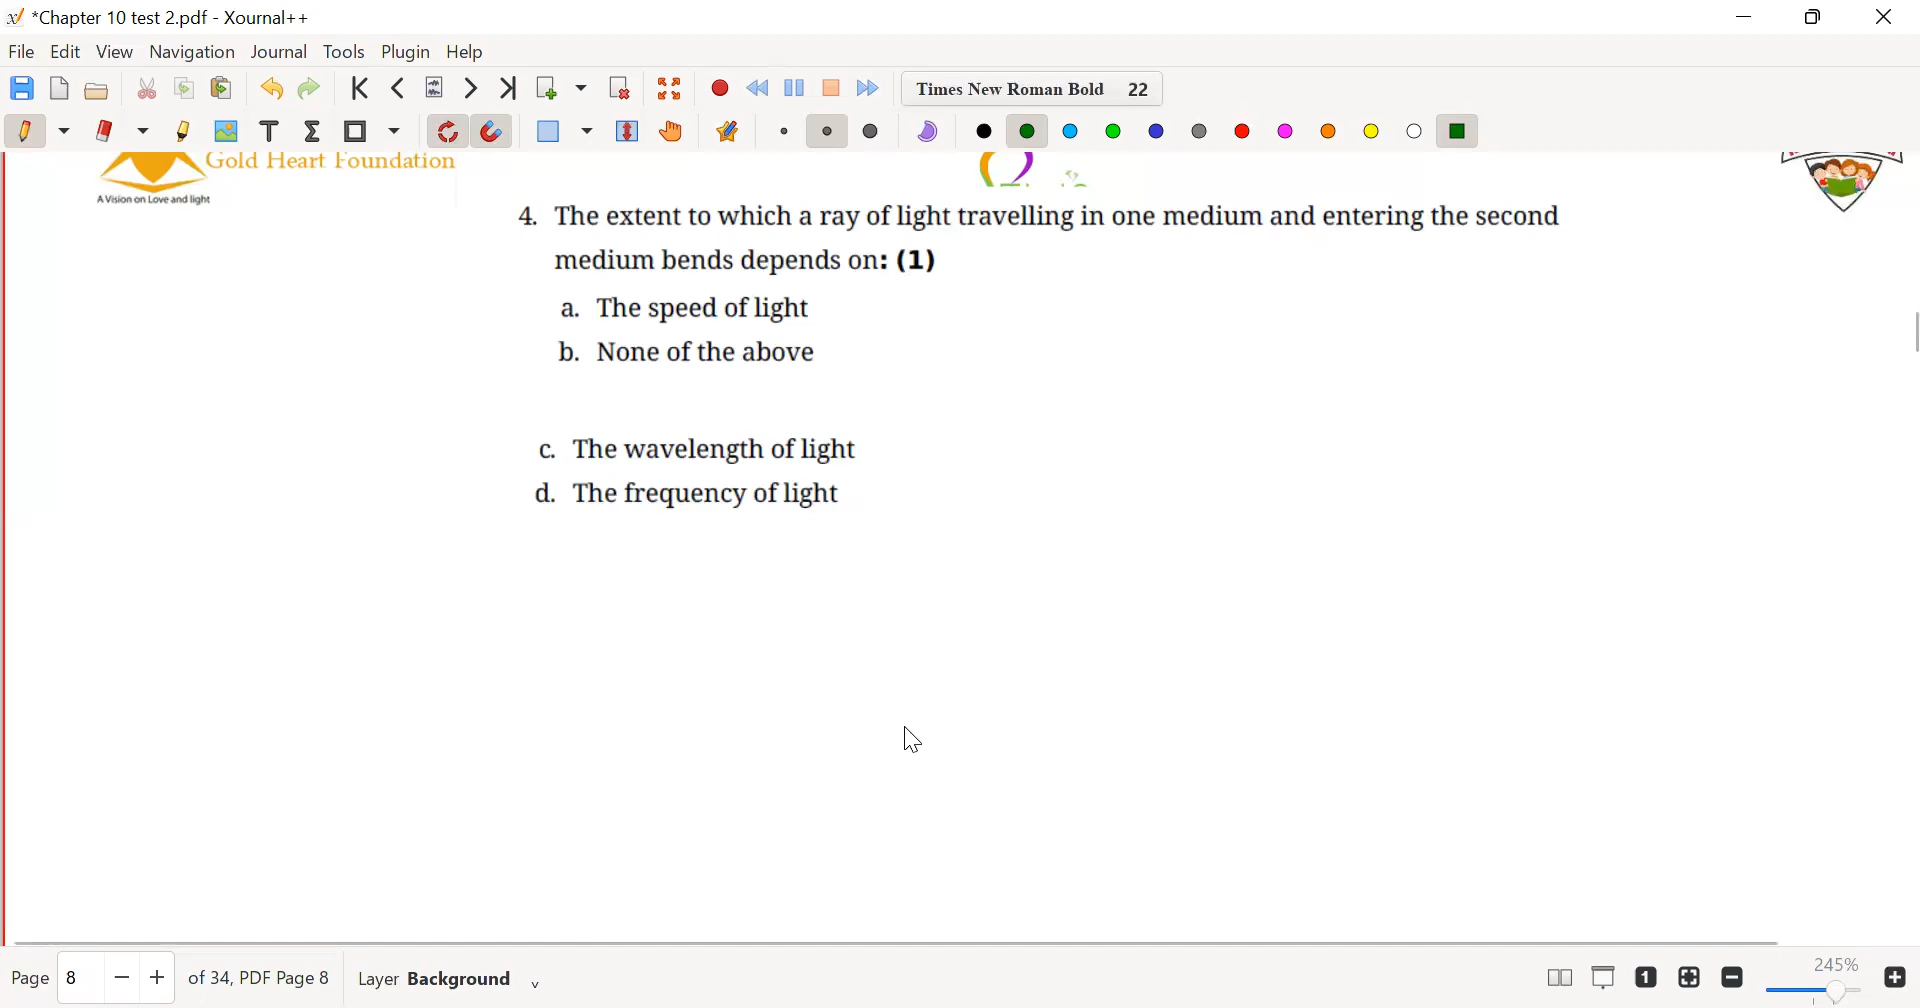 *Chapter 10 test 2.pdf - Xournal++
File Edit View Navigation Journal Tools Plugin Help
Times New Roman Bold 22
Gold Heart Foundation
A Vision on Love and light
4. The extent to which a ray of light travelling in one medium and entering the second
medium bends depends on: (1)
a. The speed of light
b. None of the above
c. The wavelength of light
d. The frequency of light
Page 8 of 34, PDF Page 8 Layer Background 1 245%